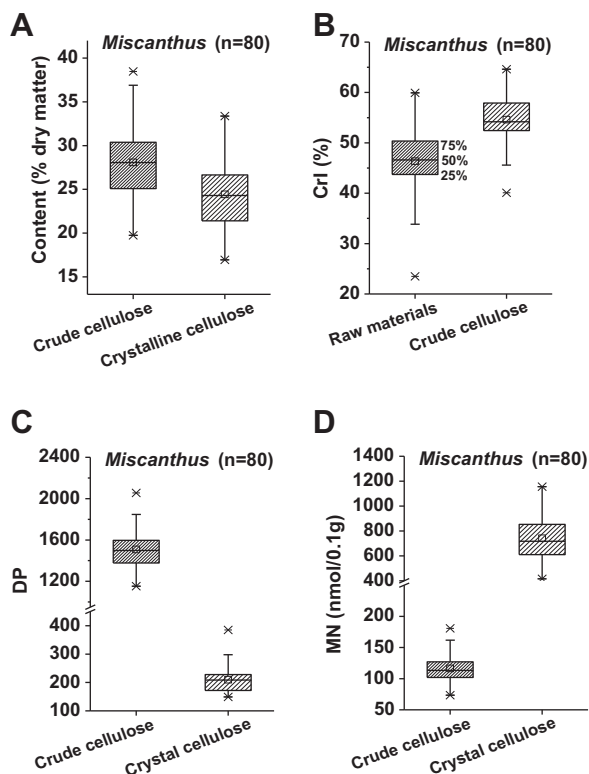 A
Miscanthus (n=80)
Content (% dry matter)
40
35
30
25
20
15
Crude cellulose
Crystalline cellulose
B
Miscanthus (n=80)
CrI (%)
70
60
50
40
30
20
75%
50%
25%
Raw materials
Crude cellulose
C
Miscanthus (n=80)
DP
2400
2000
1600
1200
400
300
200
100
Crude cellulose
Crystal cellulose
D
Miscanthus (n=80)
MN (nmol/0.1g)
1400
1200
1000
800
600
400
200
150
100
50
Crude cellulose
Crystal cellulose